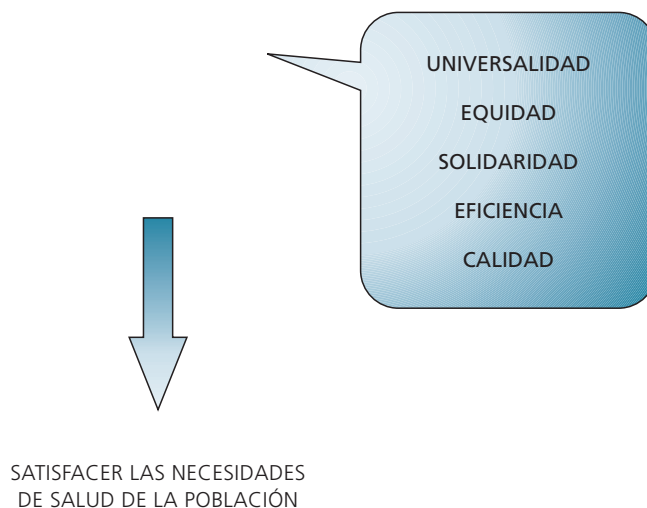 UNIVERSALIDAD
EQUIDAD
SOLIDARIDAD
EFICIENCIA
CALIDAD
SATISFACER LAS NECESIDADES
DE SALUD DE LA POBLACIÓN